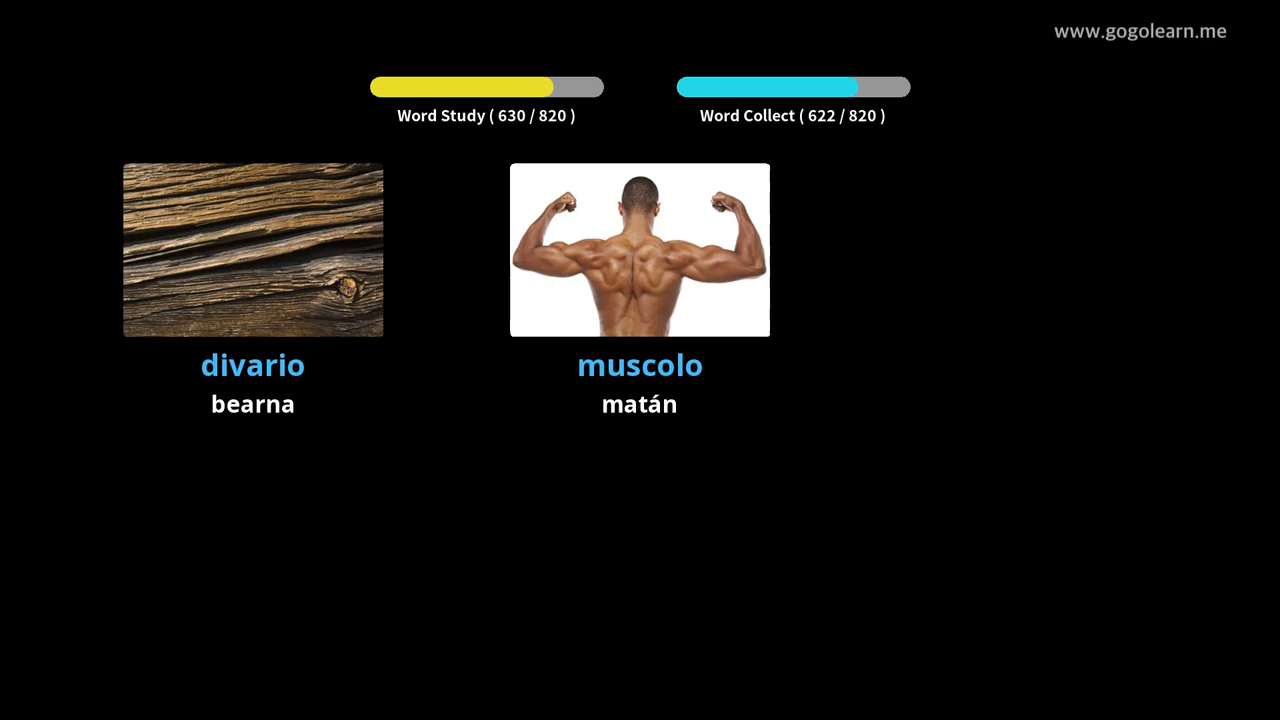 www.gogolearn.me
Word Study ( 630 / 820 )
Word Collect ( 622 / 820 )
divario
bearna
muscolo
matán